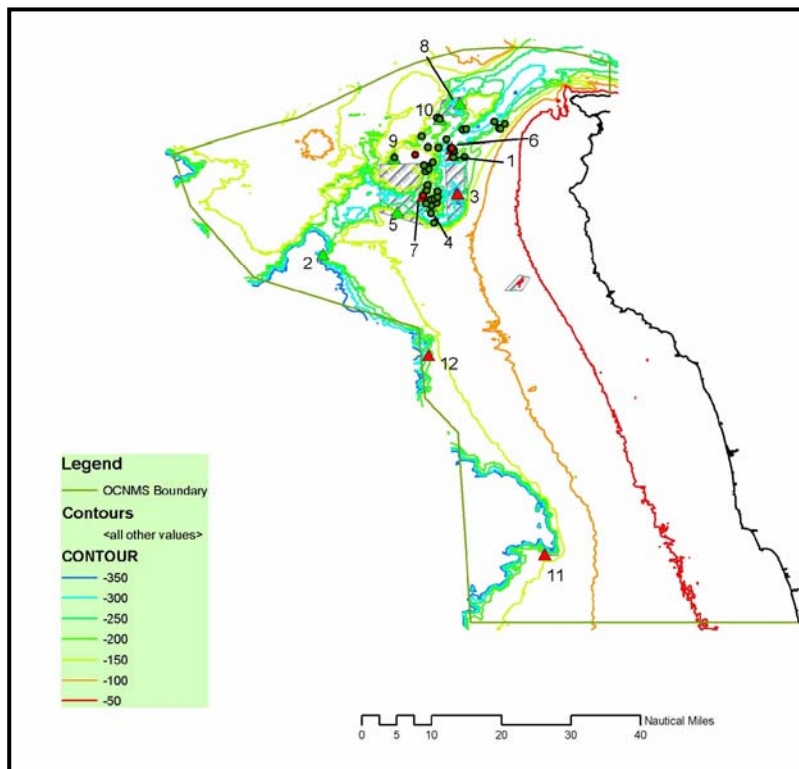 8
10
9
6
1
3
5
7
4
2
12
11
Legend
OCNMS Boundary
Contours
<all other values>
CONTOUR
-350
-300
-250
-200
-150
-100
-50
Nautical Miles
0 5 10 20 30 40